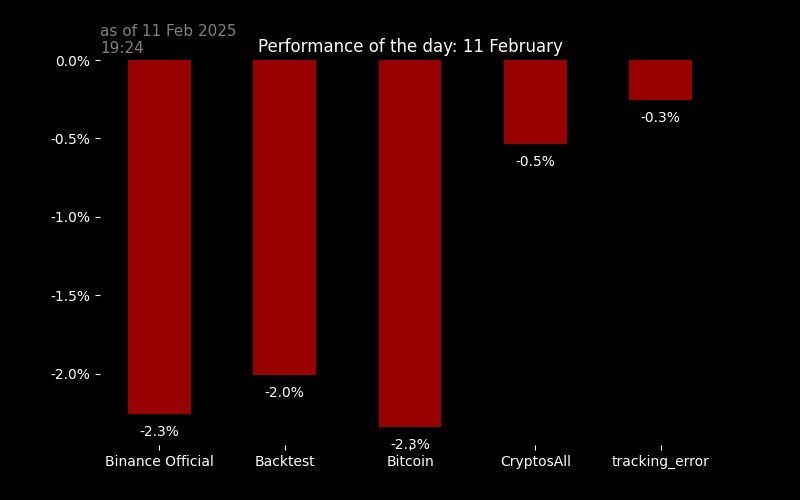 as of 11 Feb 2025
19:24
Performance of the day: 11 February
0.0%
-0.5%
-1.0%
-1.5%
-2.0%
-2.3%
-2.0%
-2.3%
-0.5%
-0.3%
Binance Official
Backtest
Bitcoin
CryptosAll
tracking_error